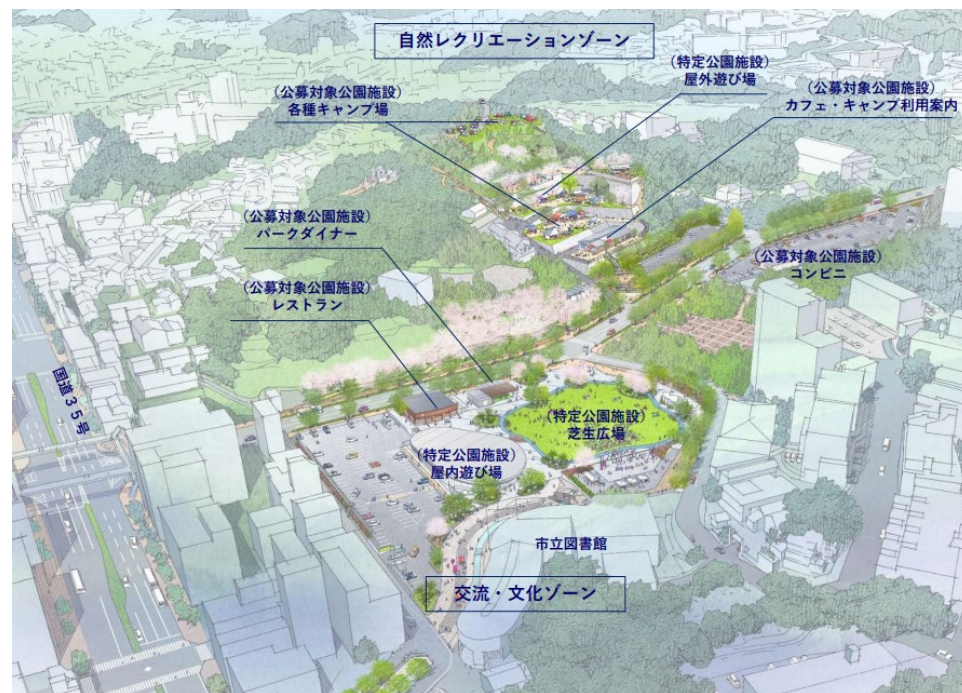 自然レクリエーションゾーン
（公募対象公園施設）
各種キャンプ場
（特定公園施設）
屋外遊び場
（公募対象公園施設）
カフェ・キャンプ利用案内
（公募対象公園施設）
パークダイナー
（公募対象公園施設）
コンビニ
（公募対象公園施設）
レストラン
国道３５号
（特定公園施設）
芝生広場
（特定公園施設）
屋内遊び場
市立図書館
交流・文化ゾーン